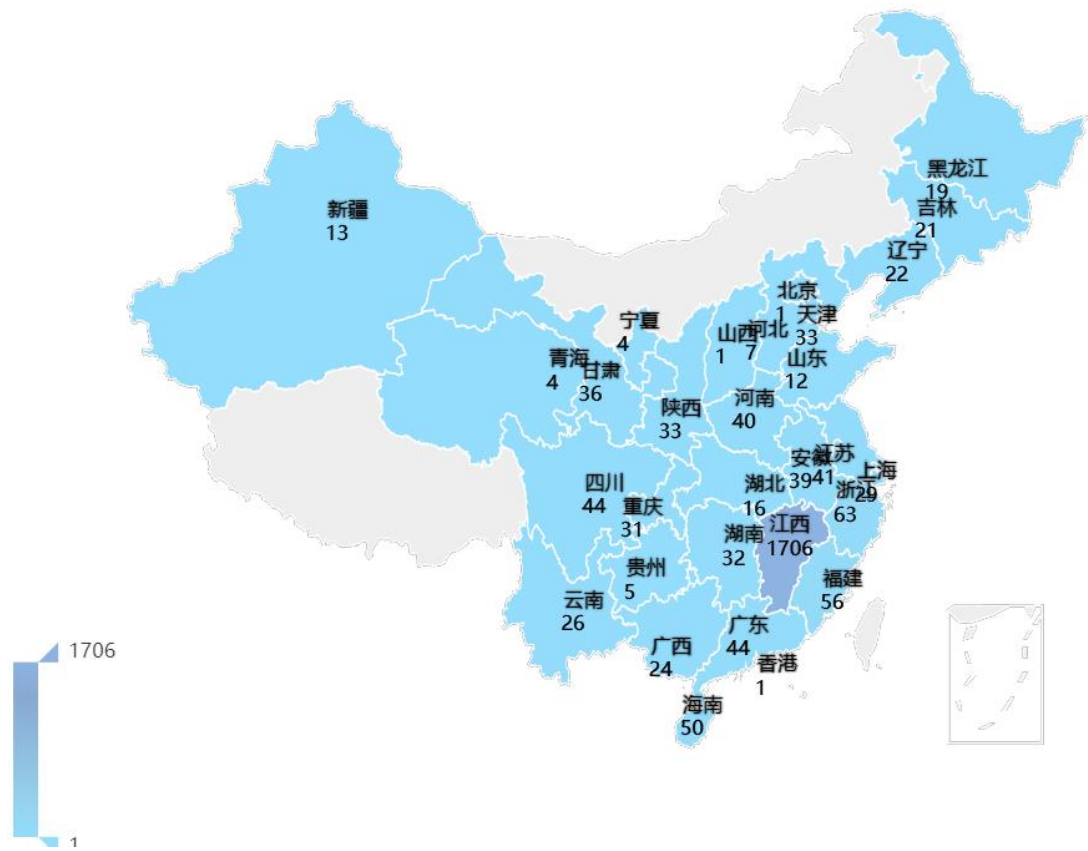 黑龙江
19
吉林
21
新疆
13
辽宁
22
北京
1
天津
33
宁夏
4
山西
1
河北
7
青海
4
甘肃
36
山东
12
河南
40
陕西
33
安徽
39
江苏
41
上海
29
四川
44
重庆
31
湖北
16
浙江
63
江西
1706
湖南
32
贵州
5
福建
56
云南
26
广西
24
广东
44
香港
1
海南
50
1706
1